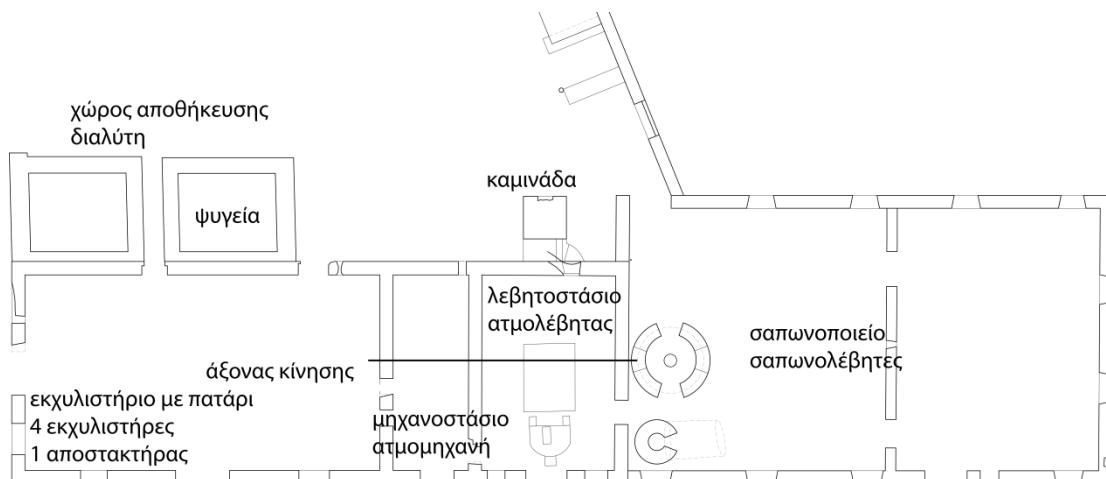 χώρος αποθήκευσης
διαλύτη
ψυγεία
καμινάδα
λεβητοστάσιο
ατμολέβητας
σαπωνοποιείο
σαπωνολέβητες
άξονας κίνησης
εκχυλιστήριο με πατάρι
4 εκχυλιστήρες
1 αποστακτήρας
μηχανοστάσιο
ατμομηχανή